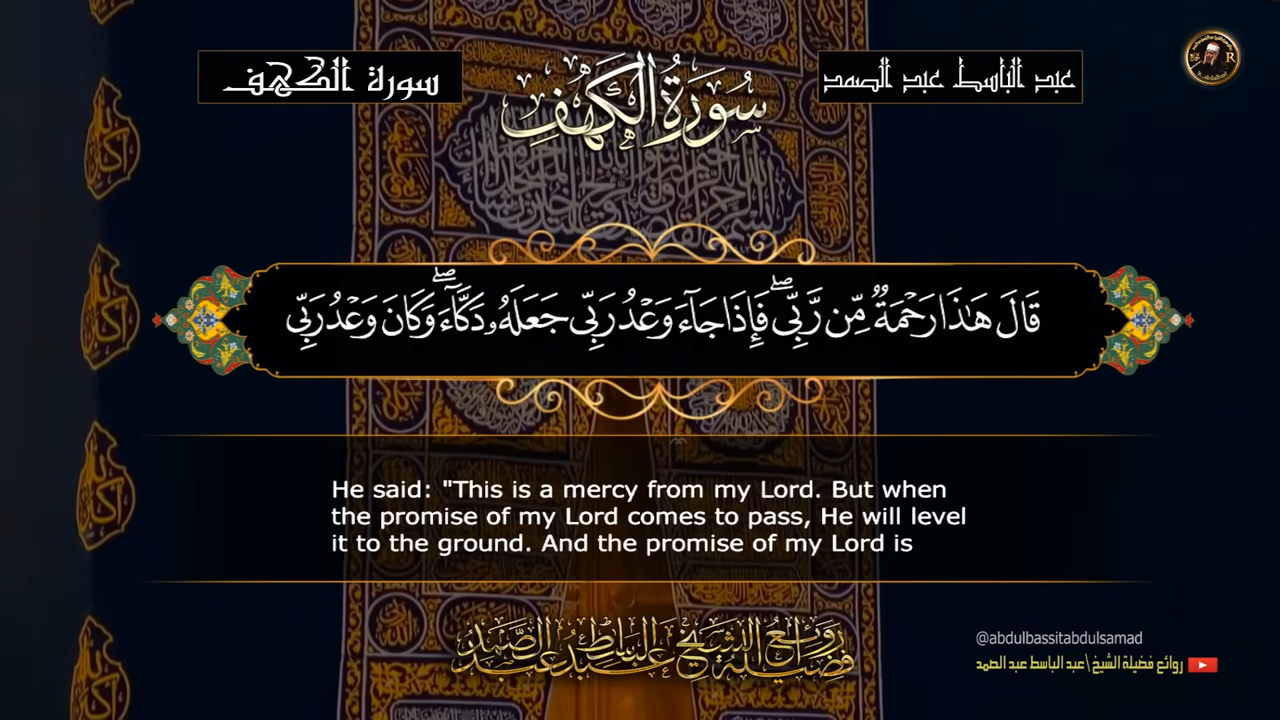 سورة الكهف
سُورَةُ الكَهْفِ
عبد الباسط عبد الصمد
قَالَ هَٰذَا رَحْمَةٌ مِّن رَّبِّي ۖ فَإِذَا جَآءَ وَعْدُ رَبِّي جَعَلَهُۥ دَكَّآءَ ۖ وَكَانَ وَعْدُ رَبِّي
He said: "This is a mercy from my Lord. But when
the promise of my Lord comes to pass, He will level
it to the ground. And the promise of my Lord is
روائع فضيلة الشيخ عبد الباسط عبد الصمد
@abdulbassitabdulsamad
روائع فضيلة الشيخ\عبد الباسط عبد الصمد